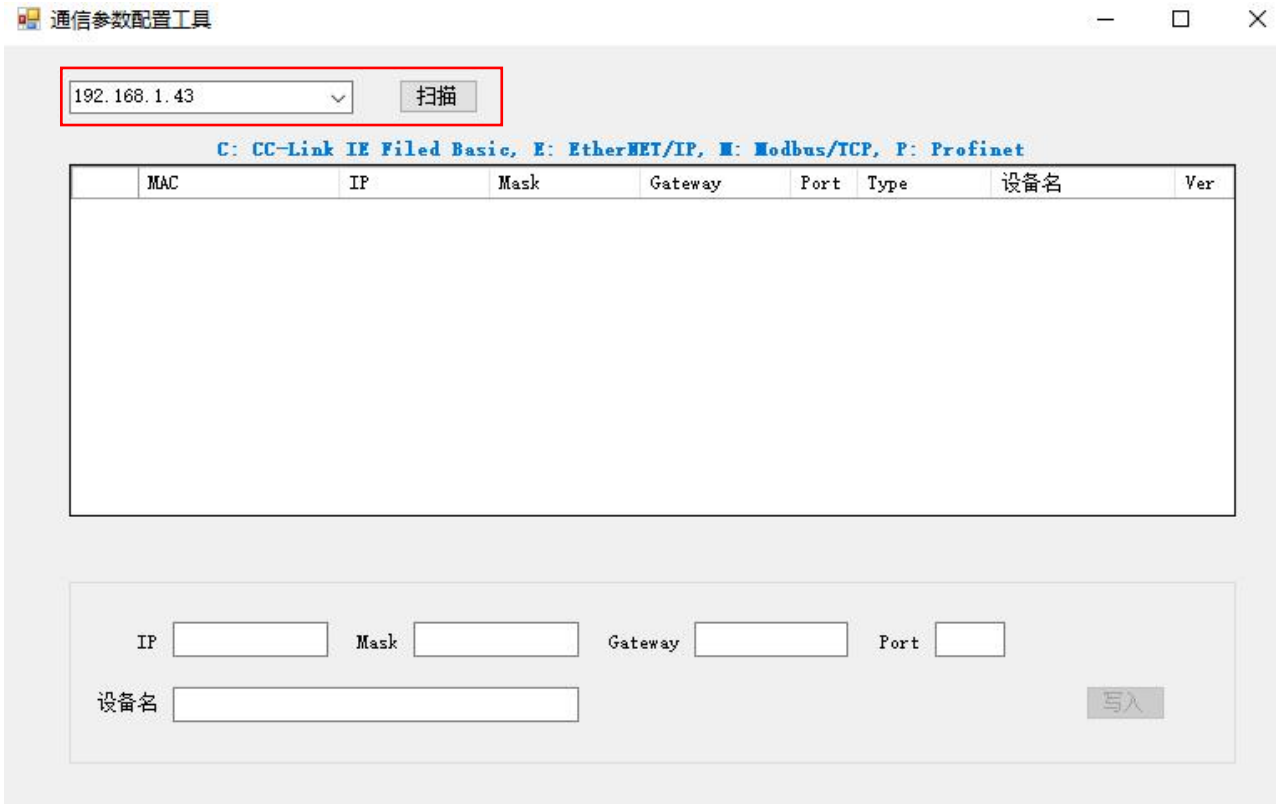 通信参数配置工具
192.168.1.43 扫描
C: CC-Link IE Filed Basic, E: EtherNET/IP, M: Modbus/TCP, P: Profinet
MAC IP Mask Gateway Port Type 设备名 Ver
IP Mask Gateway Port
设备名 写入